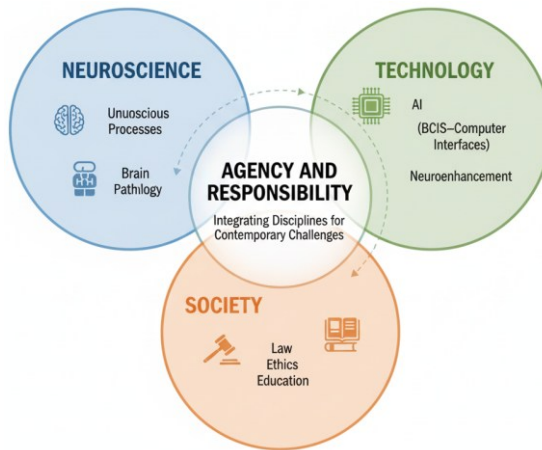 NEUROSCIENCE
Unuoscious
Processes
Brain
Pathlogy
TECHNOLOGY
AI
(BCIS–Computer
Interfaces)
Neuroenhancement
AGENCY AND
RESPONSIBILITY
Integrating Disciplines for
Contemporary Challenges
SOCIETY
Law
Ethics
Education